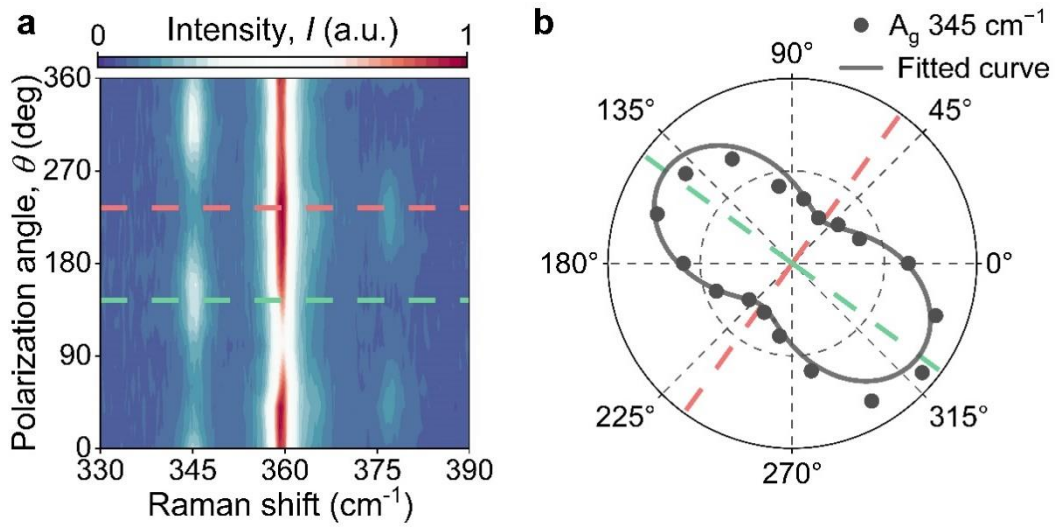 a
0 Intensity, I (a.u.) 1
Polarization angle, θ (deg)
360
270
180
90
0
330 345 360 375 390
Raman shift (cm⁻¹)
b
A_g 345 cm⁻¹
Fitted curve
90°
135° 45°
180° 0°
225° 315°
270°